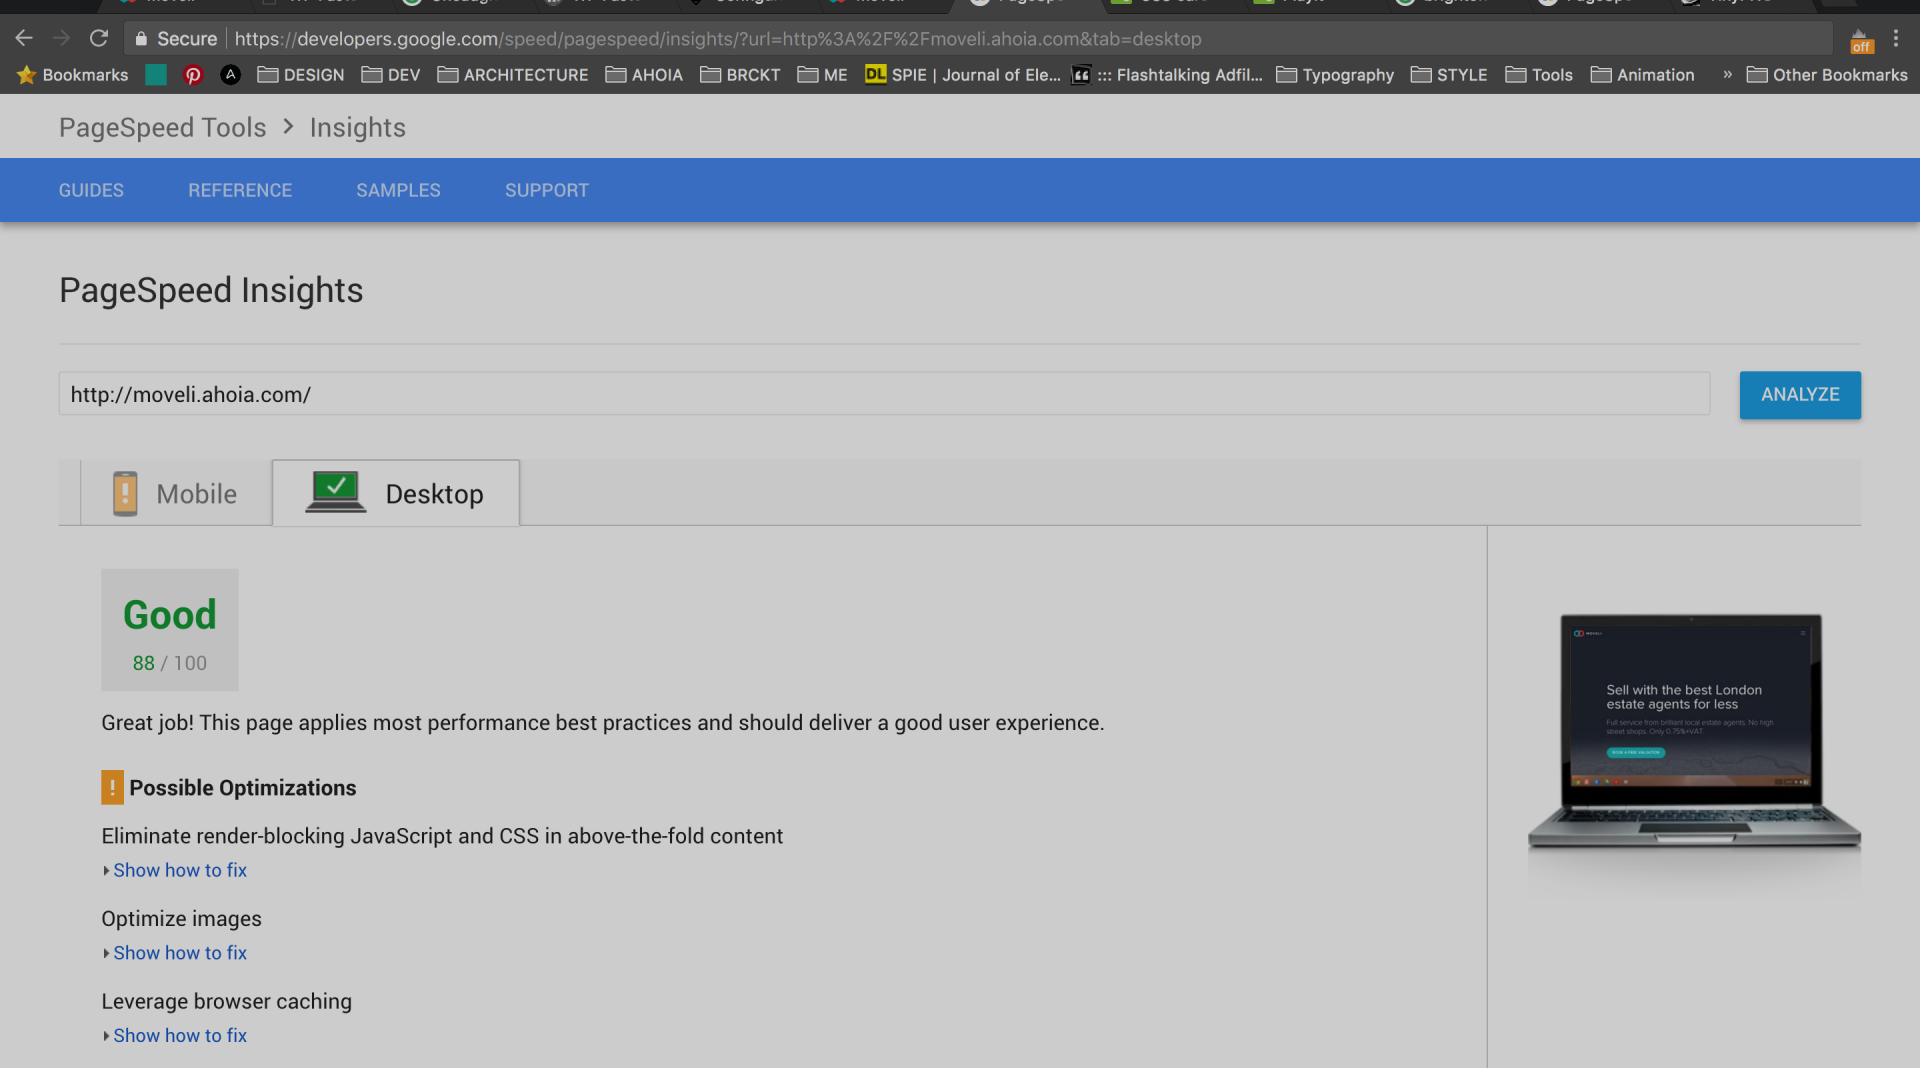 Secure https://developers.google.com/speed/pagespeed/insights/?url=http%3A%2F%2Fmoveli.ahoia.com&tab=desktop
off
Bookmarks DESIGN DEV ARCHITECTURE AHOIA BRCKT ME DL SPIE | Journal of Ele... ::: Flashtalking Adfil... Typography STYLE Tools Animation » Other Bookmarks
PageSpeed Tools > Insights
GUIDES REFERENCE SAMPLES SUPPORT
PageSpeed Insights
http://moveli.ahoia.com/
ANALYZE
Mobile Desktop
Good
88 / 100
Great job! This page applies most performance best practices and should deliver a good user experience.
! Possible Optimizations
Eliminate render-blocking JavaScript and CSS in above-the-fold content
Show how to fix
Optimize images
Show how to fix
Leverage browser caching
Show how to fix
MOVELI
Sell with the best London
estate agents for less
Full service from brilliant local estate agents. No high
street shops. Only 0.75%+VAT.
BOOK A FREE VALUATION